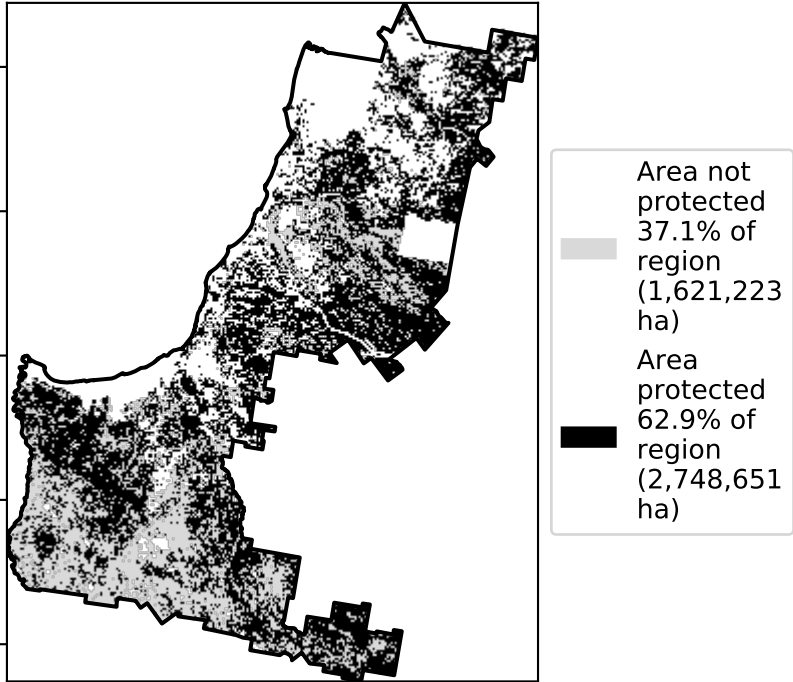 Area not
protected
37.1% of
region
(1,621,223
ha)
Area
protected
62.9% of
region
(2,748,651
ha)